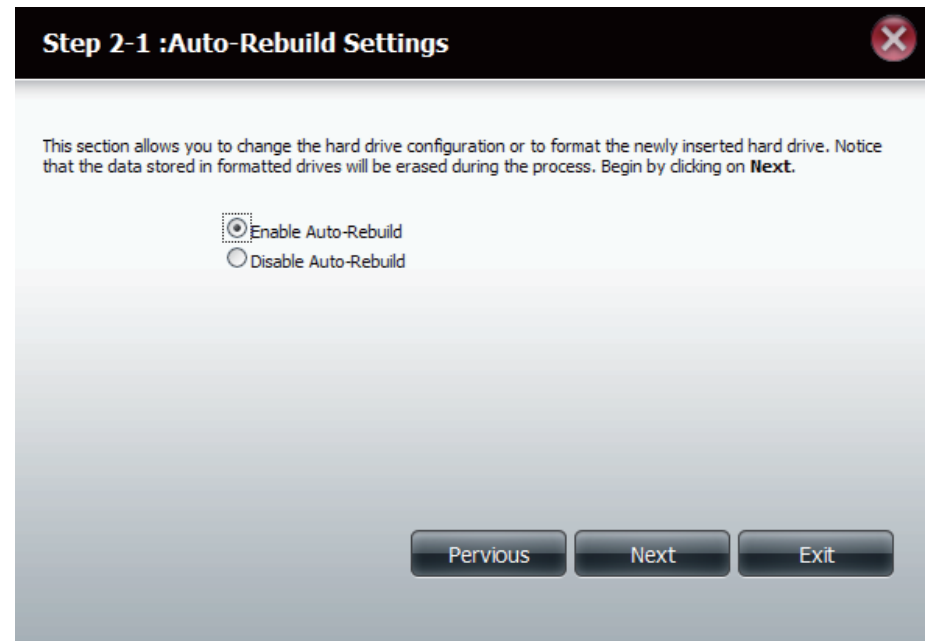 Step 2-1 :Auto-Rebuild Settings
This section allows you to change the hard drive configuration or to format the newly inserted hard drive. Notice
that the data stored in formatted drives will be erased during the process. Begin by clicking on Next.
Enable Auto-Rebuild
Disable Auto-Rebuild
Pervious Next Exit